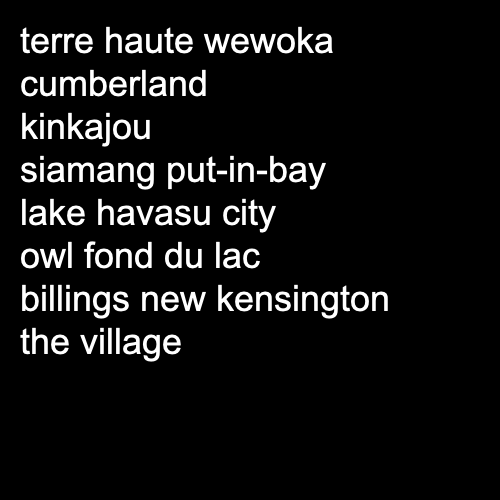 terre haute wewoka
cumberland
kinkajou
siamang put-in-bay
lake havasu city
owl fond du lac
billings new kensington
the village